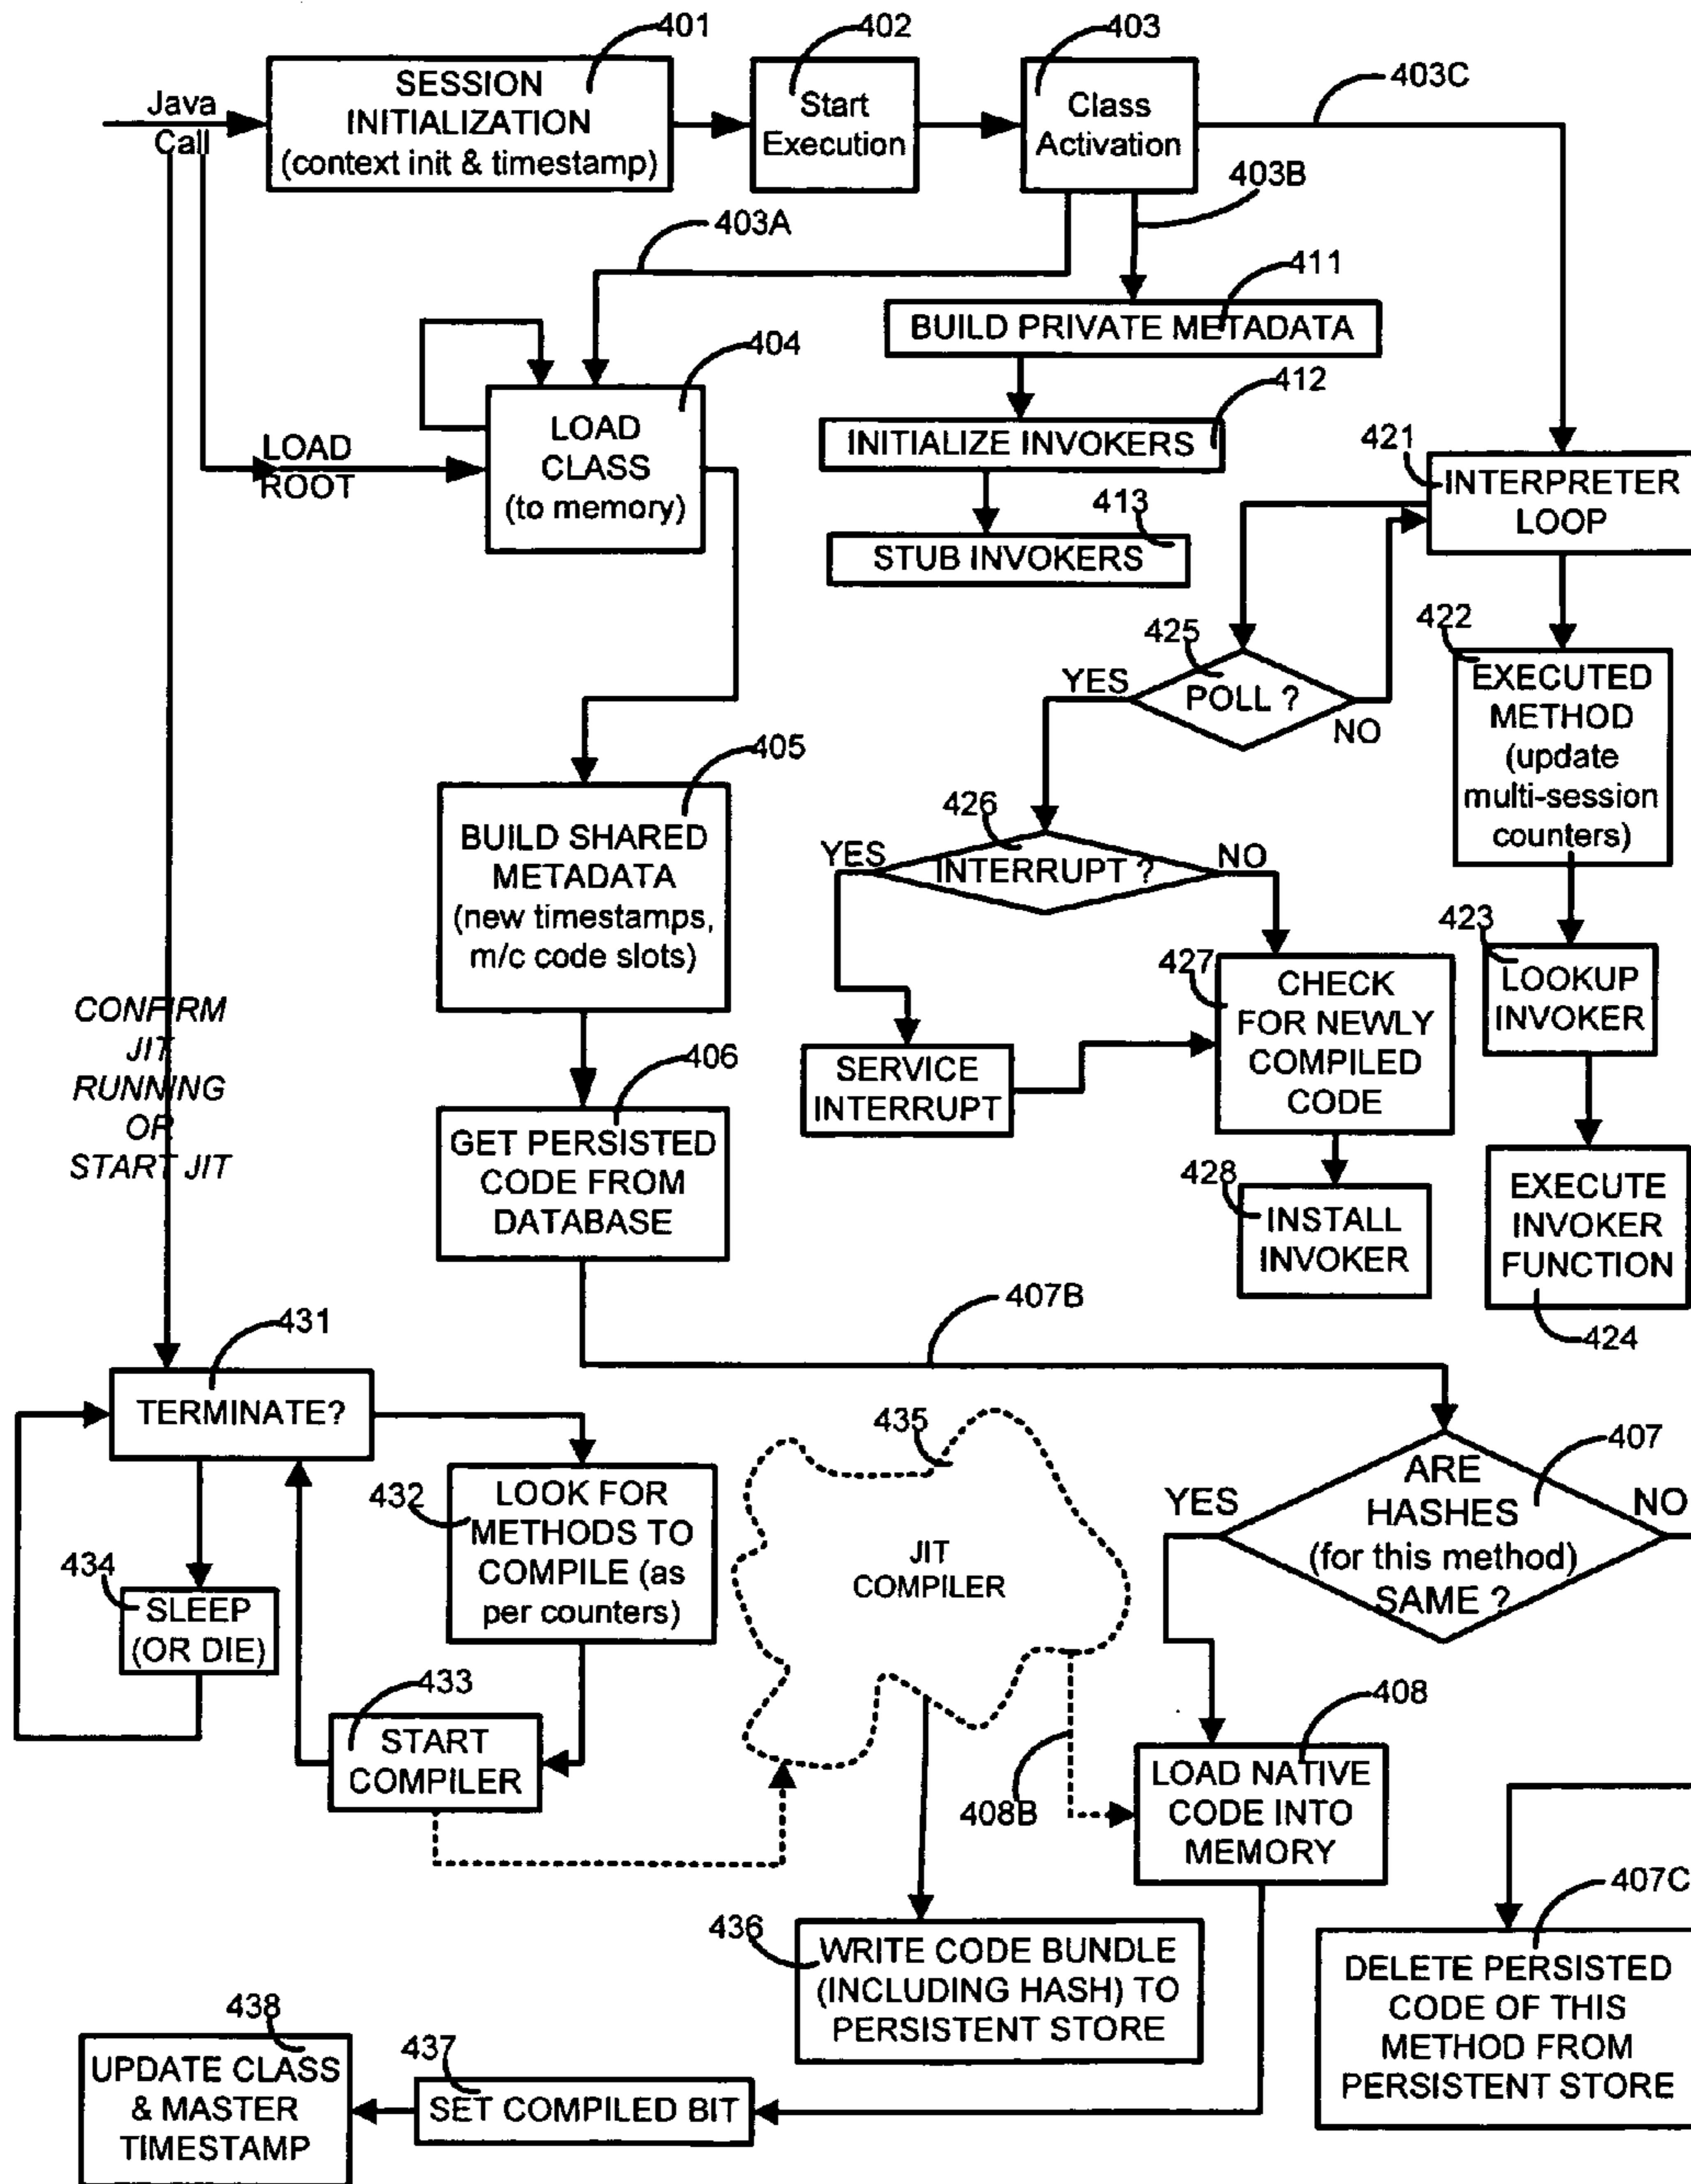 401
402
403
403C
Java
Call
SESSION
INITIALIZATION
(context init & timestamp)
Start
Execution
Class
Activation
403B
403A
411
BUILD PRIVATE METADATA
404
412
LOAD
CLASS
(to memory)
INITIALIZE INVOKERS
LOAD
ROOT
421
INTERPRETER
LOOP
413
STUB INVOKERS
422
425
YES
POLL ?
NO
EXECUTED
METHOD
(update
multi-session
counters)
405
BUILD SHARED
METADATA
(new timestamps,
m/c code slots)
426
YES
INTERRUPT ?
NO
423
LOOKUP
INVOKER
427
CHECK
FOR NEWLY
COMPILED
CODE
CONFIRM
JIT
RUNNING
OR
START JIT
406
SERVICE
INTERRUPT
GET PERSISTED
CODE FROM
DATABASE
428
INSTALL
INVOKER
EXECUTE
INVOKER
FUNCTION
424
407B
431
TERMINATE?
435
407
ARE
HASHES
(for this method)
SAME ?
YES
NO
432
LOOK FOR
METHODS TO
COMPILE (as
per counters)
JIT
COMPILER
434
SLEEP
(OR DIE)
433
START
COMPILER
408
408B
LOAD NATIVE
CODE INTO
MEMORY
407C
436
WRITE CODE BUNDLE
(INCLUDING HASH) TO
PERSISTENT STORE
DELETE PERSISTED
CODE OF THIS
METHOD FROM
PERSISTENT STORE
438
UPDATE CLASS
& MASTER
TIMESTAMP
437
SET COMPILED BIT